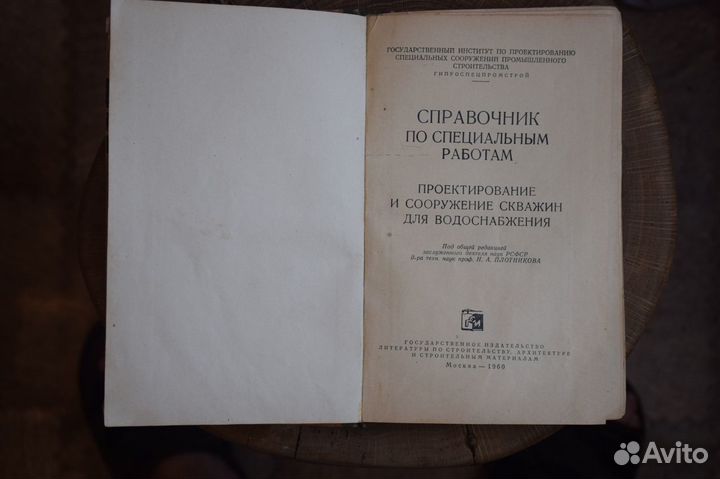 ГОСУДАРСТВЕННЫЙ ИНСТИТУТ ПО ПРОЕКТИРОВАНИЮ
СПЕЦИАЛЬНЫХ СООРУЖЕНИЙ ПРОМЫШЛЕННОГО
СТРОИТЕЛЬСТВА
ГИПРОСПЕЦПРОМСТРОЙ
СПРАВОЧНИК
ПО СПЕЦИАЛЬНЫМ
РАБОТАМ
ПРОЕКТИРОВАНИЕ
И СООРУЖЕНИЕ СКВАЖИН
ДЛЯ ВОДОСНАБЖЕНИЯ
Под общей редакцией
заслуженного деятеля наук РСФСР
д-ра техн. наук проф. Н. А. ПЛОТНИКОВА
ГОСУДАРСТВЕННОЕ ИЗДАТЕЛЬСТВО
ЛИТЕРАТУРЫ ПО СТРОИТЕЛЬСТВУ, АРХИТЕКТУРЕ
И СТРОИТЕЛЬНЫМ МАТЕРИАЛАМ
Москва — 1960
Avito